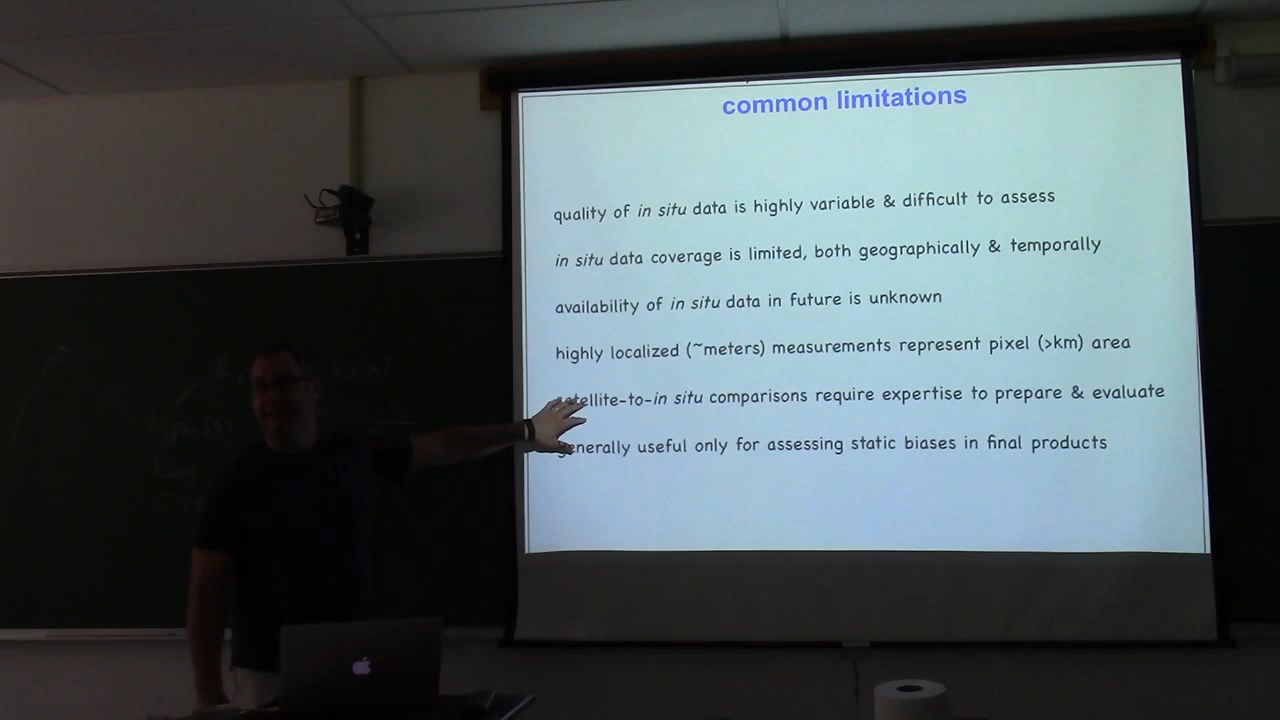 common limitations
quality of in situ data is highly variable & difficult to assess
in situ data coverage is limited, both geographically & temporally
availability of in situ data in future is unknown
highly localized (~meters) measurements represent pixel (>km) area
satellite-to-in situ comparisons require expertise to prepare & evaluate
generally useful only for assessing static biases in final products